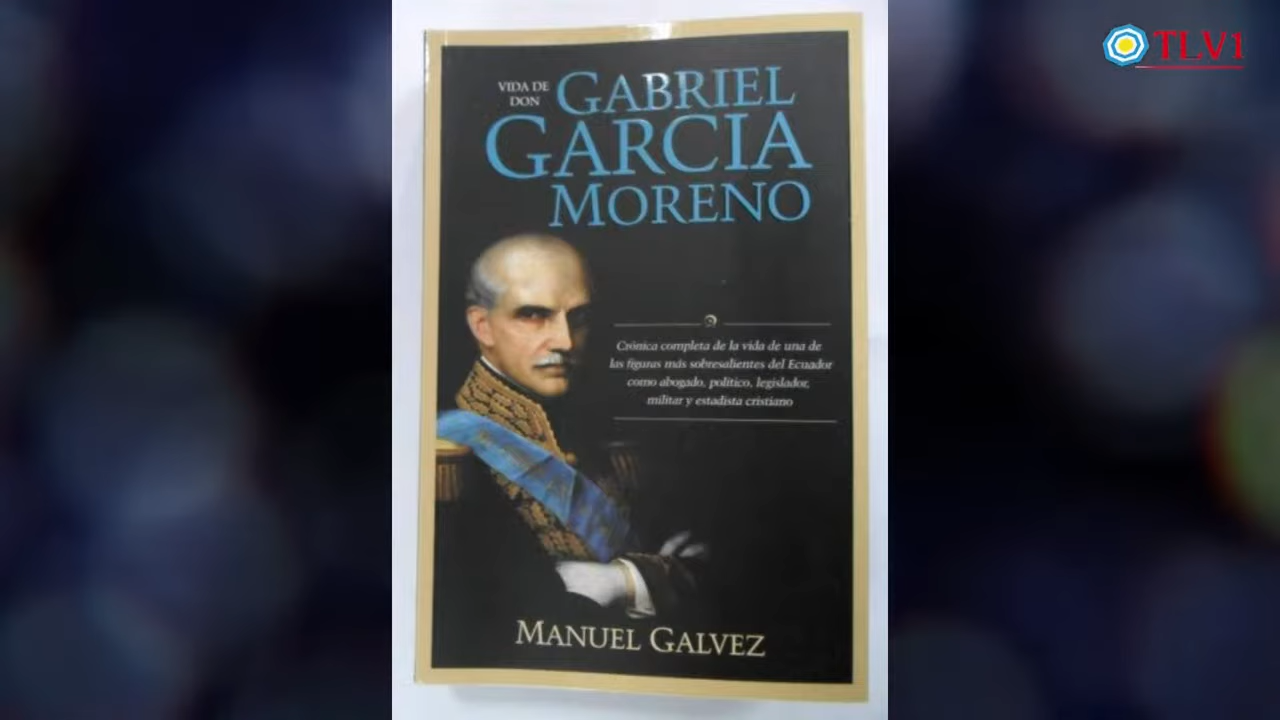 TLV1
VIDA DE
DON
GABRIEL
GARCIA
MORENO
Crónica completa de la vida de una de
las figuras más sobresalientes del Ecuador
como abogado, político, legislador,
militar y estadista cristiano
MANUEL GALVEZ